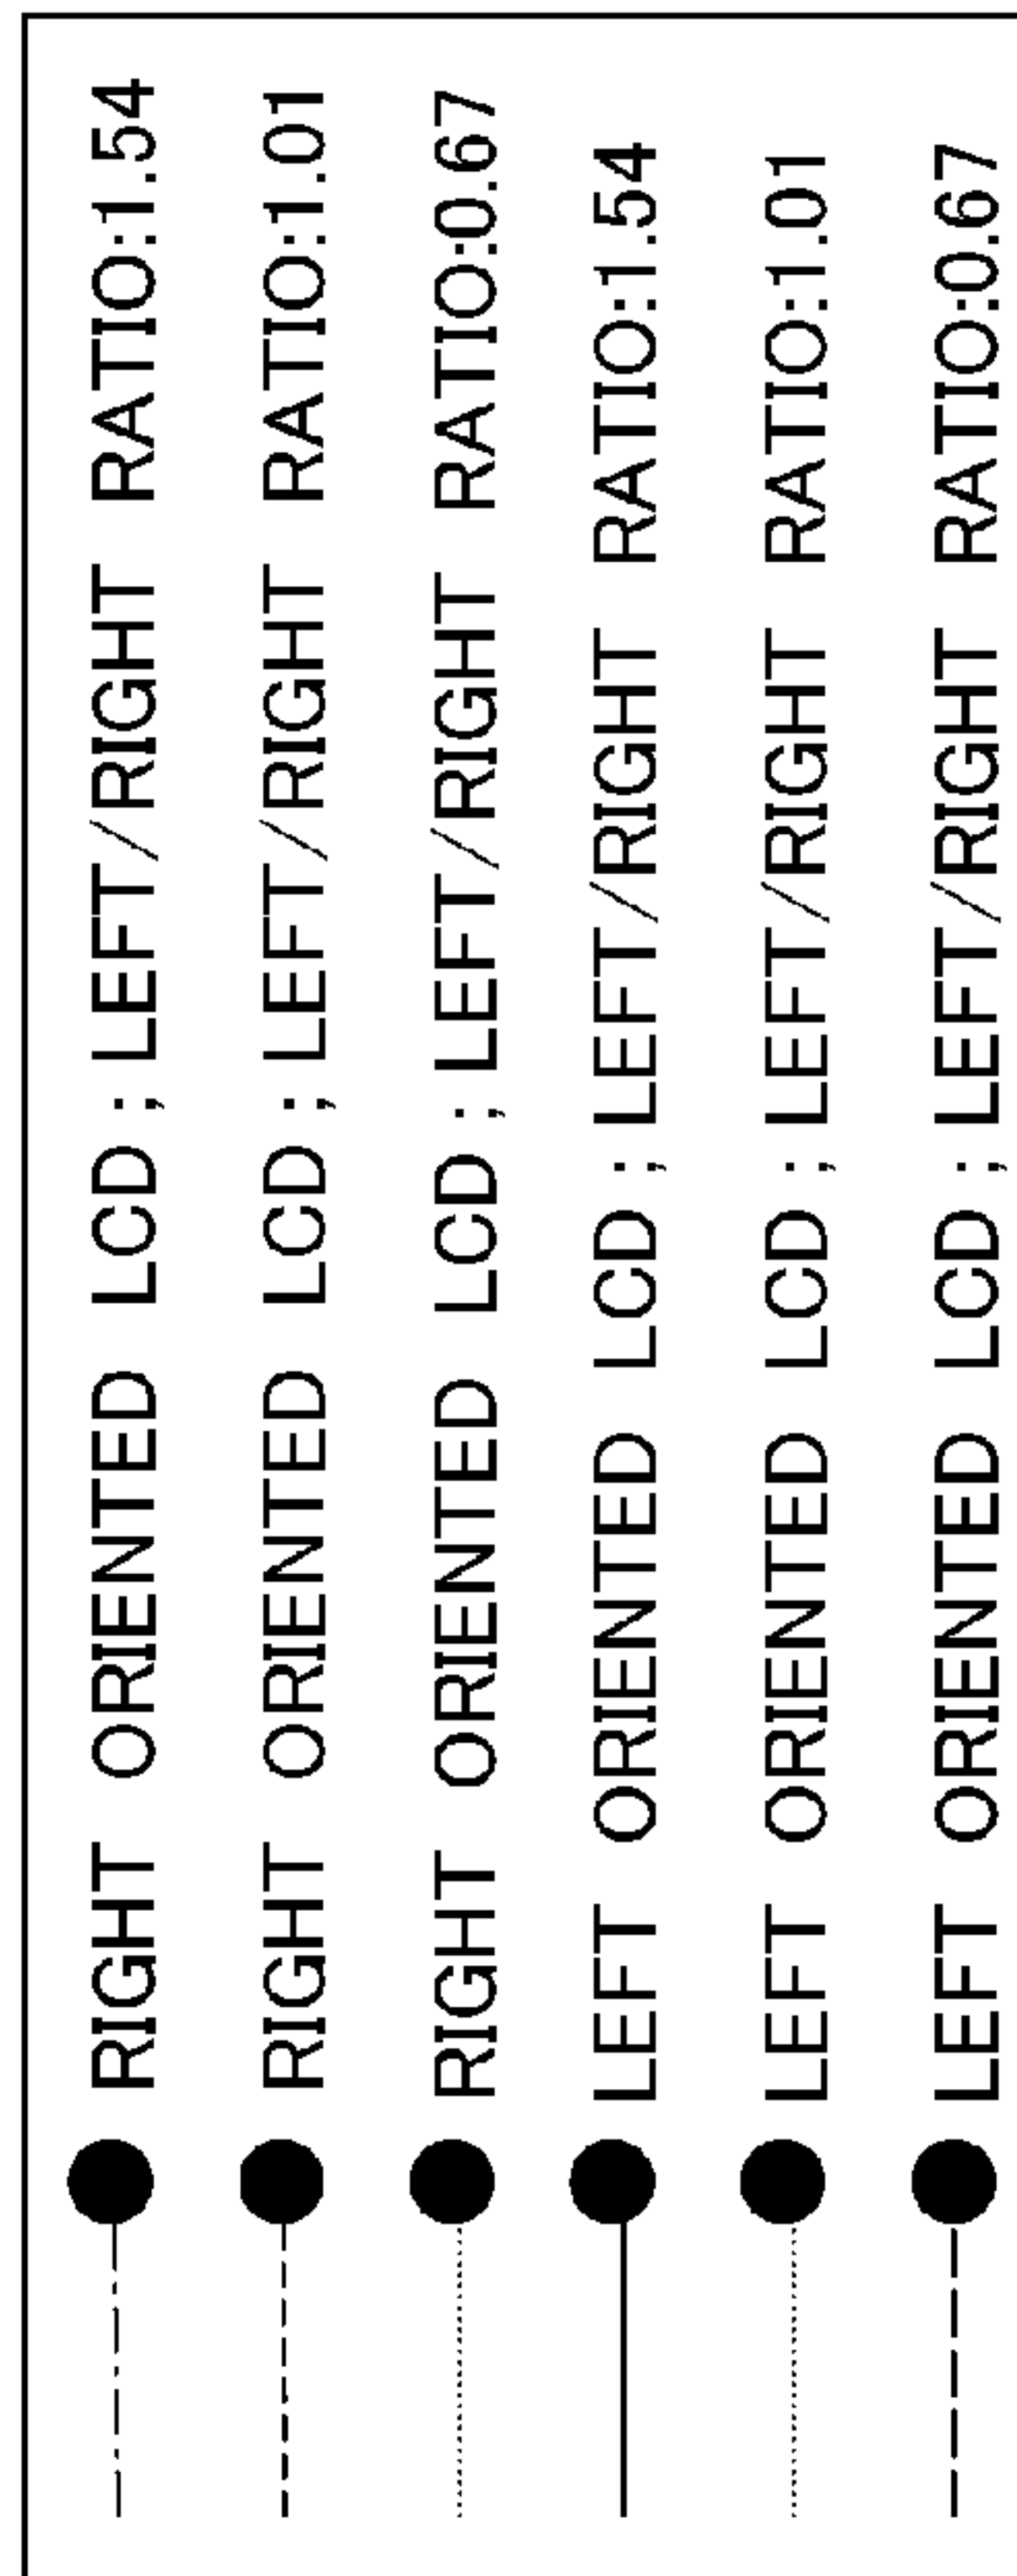 RIGHT ORIENTED LCD ; LEFT/RIGHT RATIO:1.54
RIGHT ORIENTED LCD ; LEFT/RIGHT RATIO:1.01
RIGHT ORIENTED LCD ; LEFT/RIGHT RATIO:0.67
LEFT ORIENTED LCD ; LEFT/RIGHT RATIO:1.54
LEFT ORIENTED LCD ; LEFT/RIGHT RATIO:1.01
LEFT ORIENTED LCD ; LEFT/RIGHT RATIO:0.67